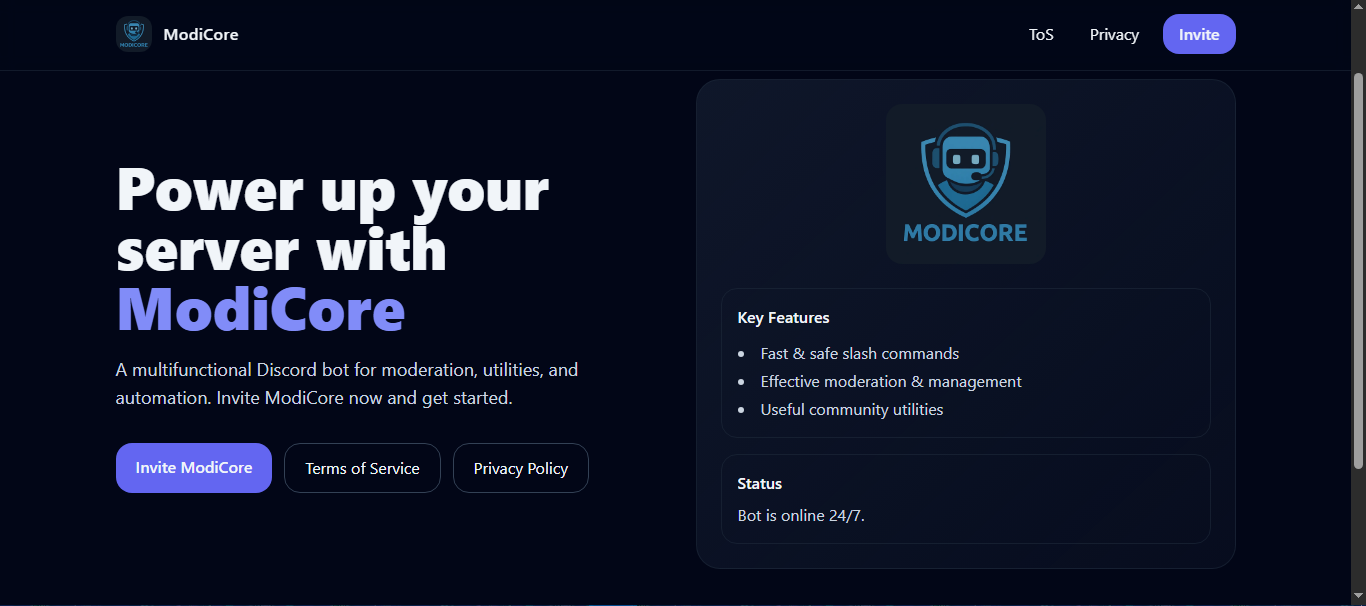 MODICORE
ModiCore
ToS
Privacy
Invite
Power up your
server with
ModiCore
A multifunctional Discord bot for moderation, utilities, and
automation. Invite ModiCore now and get started.
Invite ModiCore
Terms of Service
Privacy Policy
MODICORE
Key Features
Fast & safe slash commands
Effective moderation & management
Useful community utilities
Status
Bot is online 24/7.